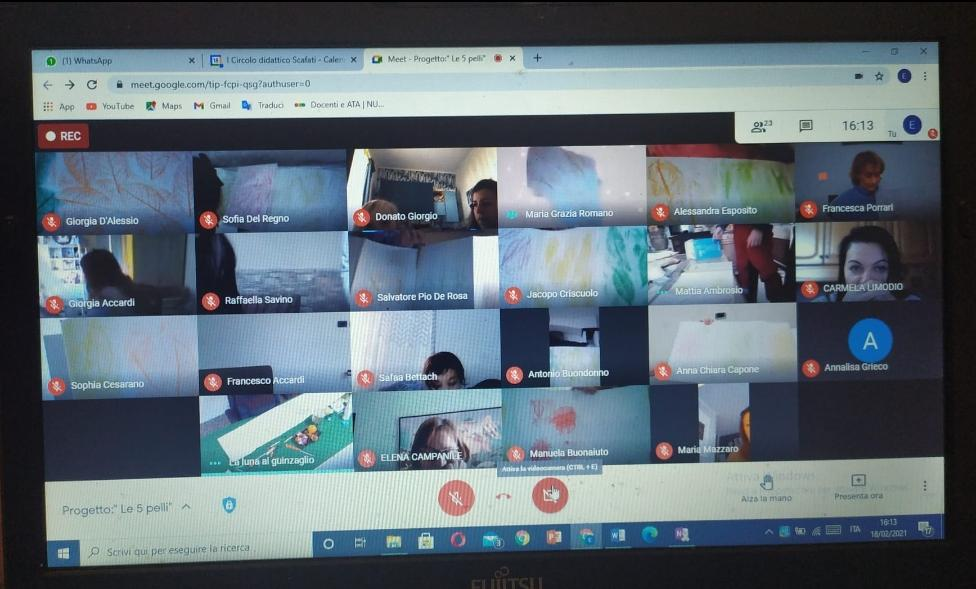 (1) WhatsApp
I Circolo didattico Scafati - Calen
Meet - Progetto:" Le 5 pelli"
meet.google.com/tip-fcpi-qsg?authuser=0
App YouTube Maps Gmail Traduci Docenti e ATA | NU...
REC
23
16:13
E
Tu
Giorgia D'Alessio
Sofia Del Regno
Donato Giorgio
Maria Grazia Romano
Alessandra Esposito
Francesca Porrari
Giorgia Accardi
Raffaella Savino
Salvatore Pio De Rosa
Jacopo Criscuolo
Mattia Ambrosio
CARMELA LIMODIO
Sophia Cesarano
Francesco Accardi
Safaa Bettach
Antonio Buondonno
Anna Chiara Capone
A
Annalisa Grieco
La luna al guinzaglio
ELENA CAMPANILE
Manuela Buonaiuto
Maria Mazzaro
Attiva la videocamera (CTRL + E)
Attiva Windows
Progetto:" Le 5 pelli"
Alza la mano
Presenta ora
Scrivi qui per eseguire la ricerca
ITA
16:13
18/02/2021
17
FUJITSU